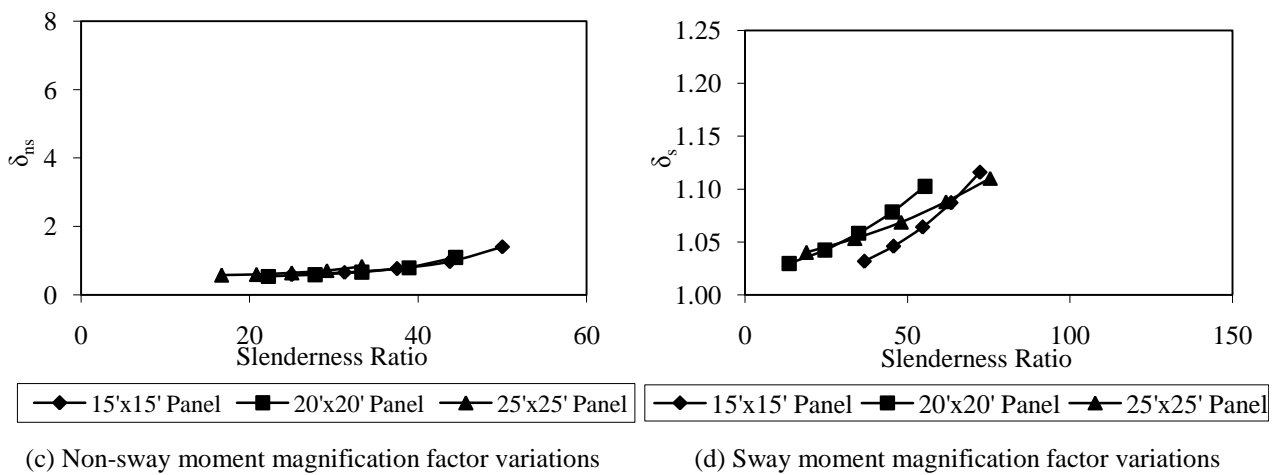 8
6
4
2
0
δns
0
20
40
60
Slenderness Ratio
15'x15' Panel
20'x20' Panel
25'x25' Panel
(c) Non-sway moment magnification factor variations
1.25
1.20
1.15
1.10
1.05
1.00
δs
0
50
100
150
Slenderness Ratio
15'x15' Panel
20'x20' Panel
25'x25' Panel
(d) Sway moment magnification factor variations